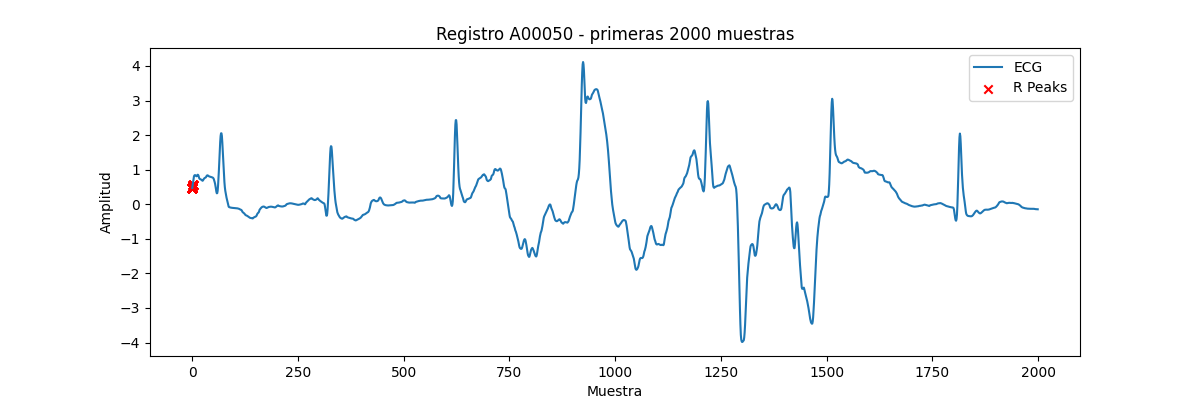 Registro A00050 - primeras 2000 muestras
ECG
R Peaks
Amplitud
4
3
2
1
0
−1
−2
−3
−4
0 250 500 750 1000 1250 1500 1750 2000
Muestra